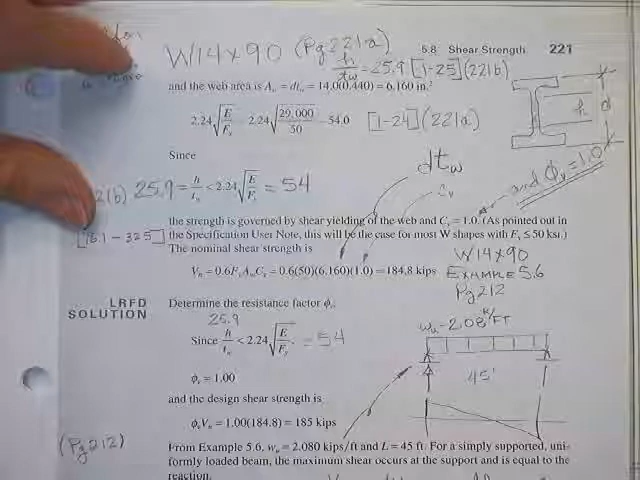 W14x90 (Pg 221a)
5.8 Shear Strength 221
h/tw = 25.9 [1-25] (221b)
and the web area is Aw = dtw = 14.0(0.440) = 6.160 in.²
2.24√E/Fy = 2.24√29,000/50 = 54.0 [1-24] (221a)
h
d
Since
dtw
Cv
and Φv = 1.0
2(b) 25.9 = h/tw < 2.24√E/Fy = 54
the strength is governed by shear yielding of the web and Cv = 1.0. (As pointed out in
[16.1-325] the Specification User Note, this will be the case for most W shapes with Fy ≤ 50 ksi.)
The nominal shear strength is
W14x90
Vn = 0.6FyAwCv = 0.6(50)(6.160)(1.0) = 184.8 kips
EXAMPLE 5.6
Pg 212
LRFD
SOLUTION
Determine the resistance factor ϕv.
25.9
Since h/tw < 2.24√E/Fy = 54
wu = 2.08 k/FT
45'
ϕv = 1.00
and the design shear strength is
ϕvVn = 1.00(184.8) = 185 kips
(Pg 212)
From Example 5.6, wu = 2.080 kips/ft and L = 45 ft. For a simply supported, uni-
formly loaded beam, the maximum shear occurs at the support and is equal to the
reaction.